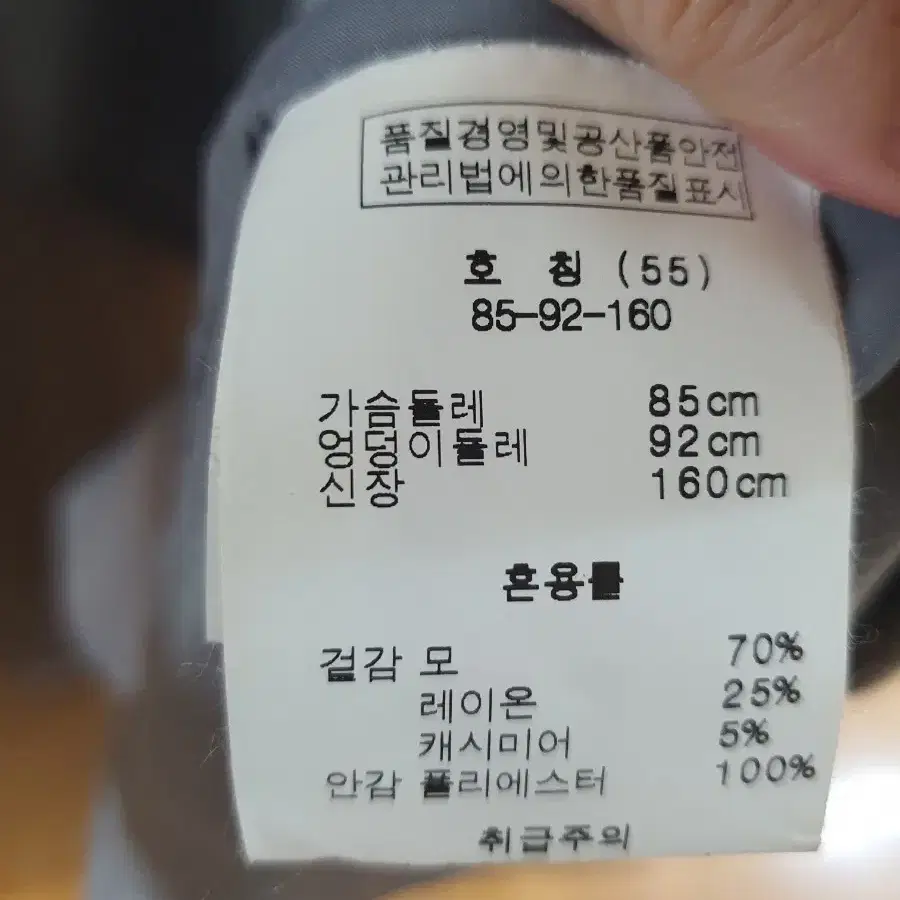 품질경영및공산품안전
관리법에의한품질표시
호 칭 (55)
85-92-160
가슴둘레 85cm
엉덩이둘레 92cm
신장 160cm
혼용률
겉감 모 70%
레이온 25%
캐시미어 5%
안감 폴리에스터 100%
취급주의